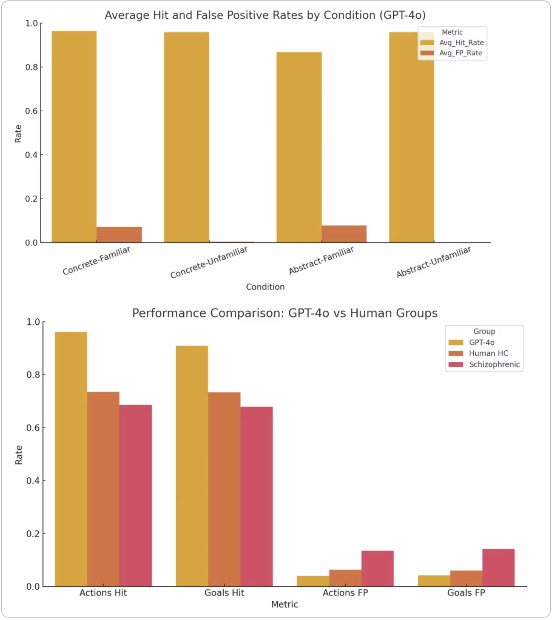 Average Hit and False Positive Rates by Condition (GPT-4o)
1.0
0.8
0.6
0.4
0.2
0.0
Rate
Metric
Avg_Hit_Rate
Avg_FP_Rate
Concrete-Familiar
Concrete-Unfamiliar
Abstract-Familiar
Abstract-Unfamiliar
Condition
Performance Comparison: GPT-4o vs Human Groups
1.0
0.8
0.6
0.4
0.2
0.0
Rate
Group
GPT-4o
Human HC
Schizophrenic
Actions Hit
Goals Hit
Actions FP
Goals FP
Metric